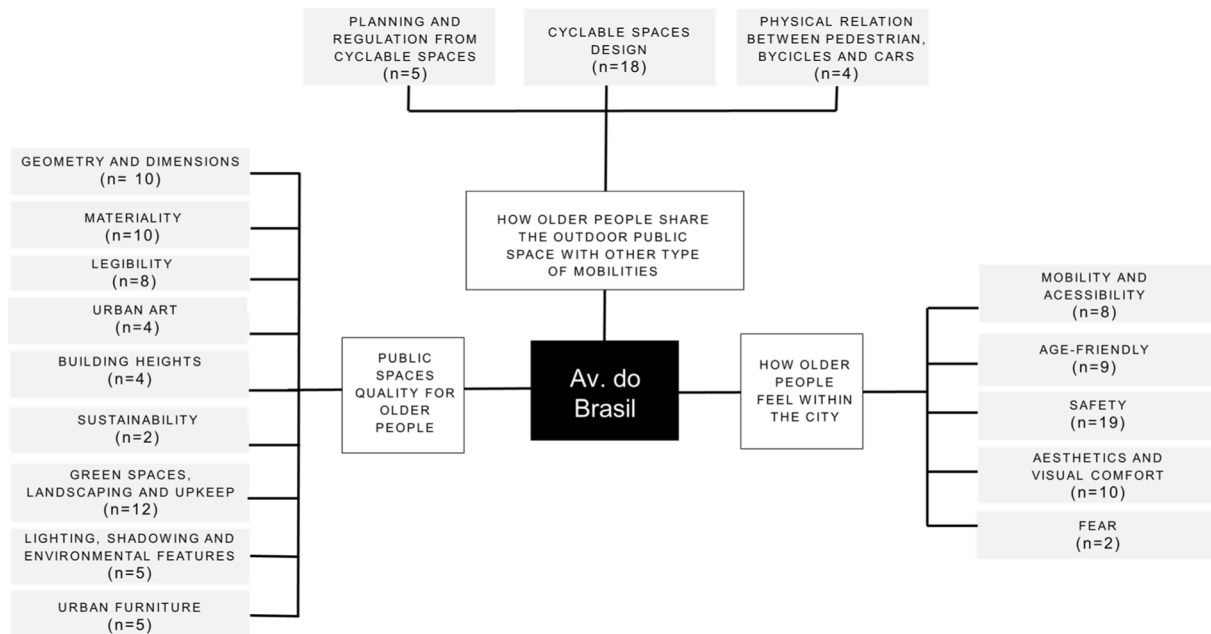 PLANNING AND
REGULATION FROM
CYCLABLE SPACES
(n=5)
CYCLABLE SPACES
DESIGN
(n=18)
PHYSICAL RELATION
BETWEEN PEDESTRIAN,
BYCICLES AND CARS
(n=4)
HOW OLDER PEOPLE SHARE
THE OUTDOOR PUBLIC
SPACE WITH OTHER TYPE
OF MOBILITIES
GEOMETRY AND DIMENSIONS
(n= 10)
MATERIALITY
(n=10)
LEGIBILITY
(n=8)
URBAN ART
(n=4)
BUILDING HEIGHTS
(n=4)
SUSTAINABILITY
(n=2)
GREEN SPACES,
LANDSCAPING AND UPKEEP
(n=12)
LIGHTING, SHADOWING AND
ENVIRONMENTAL FEATURES
(n=5)
URBAN FURNITURE
(n=5)
PUBLIC
SPACES
QUALITY FOR
OLDER
PEOPLE
Av. do
Brasil
HOW OLDER
PEOPLE
FEEL WITHIN
THE CITY
MOBILITY AND
ACESSIBILITY
(n=8)
AGE-FRIENDLY
(n=9)
SAFETY
(n=19)
AESTHETICS AND
VISUAL COMFORT
(n=10)
FEAR
(n=2)